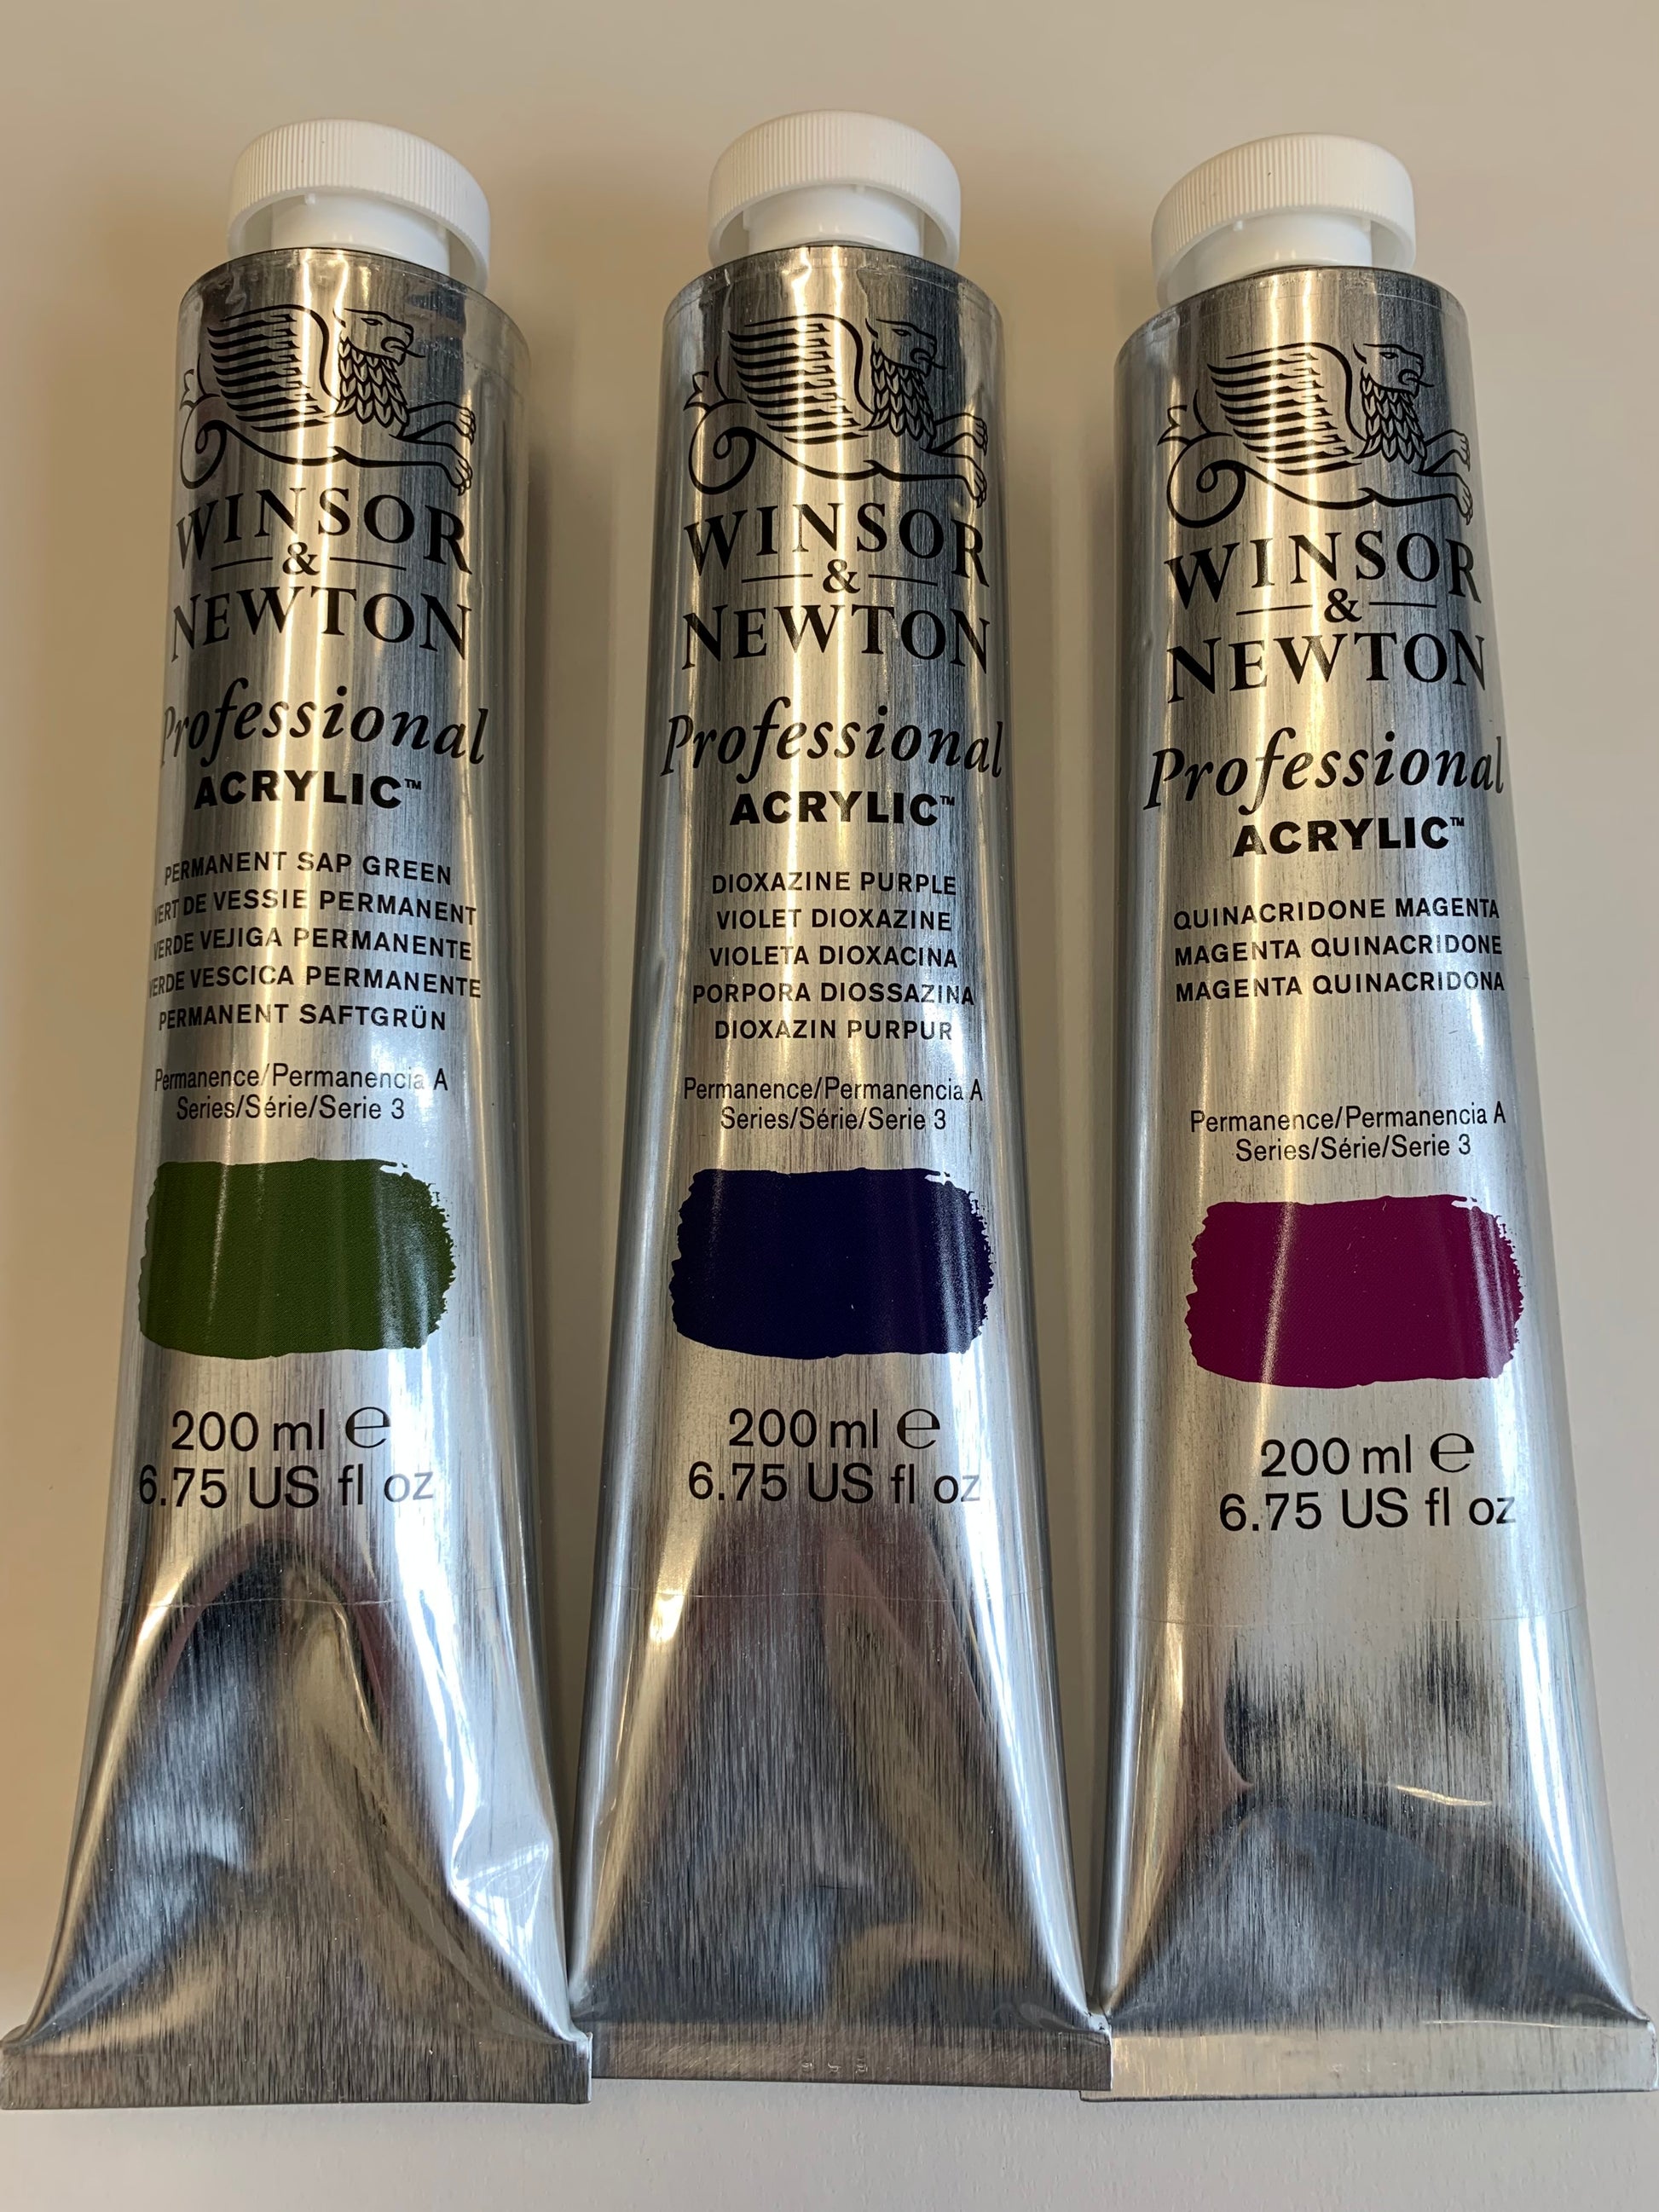 WINSOR
&
NEWTON
Professional
ACRYLIC™
PERMANENT SAP GREEN
VERT DE VESSIE PERMANENT
VERDE VEJIGA PERMANENTE
VERDE VESCICA PERMANENTE
PERMANENT SAFTGRÜN
Permanence/Permanencia A
Series/Série/Serie 3
200 ml ℮
6.75 US fl oz
WINSOR
&
NEWTON
Professional
ACRYLIC™
DIOXAZINE PURPLE
VIOLET DIOXAZINE
VIOLETA DIOXACINA
PORPORA DIOSSAZINA
DIOXAZIN PURPUR
Permanence/Permanencia A
Series/Série/Serie 3
200 ml ℮
6.75 US fl oz
WINSOR
&
NEWTON
Professional
ACRYLIC™
QUINACRIDONE MAGENTA
MAGENTA QUINACRIDONE
MAGENTA QUINACRIDONA
Permanence/Permanencia A
Series/Série/Serie 3
200 ml ℮
6.75 US fl oz